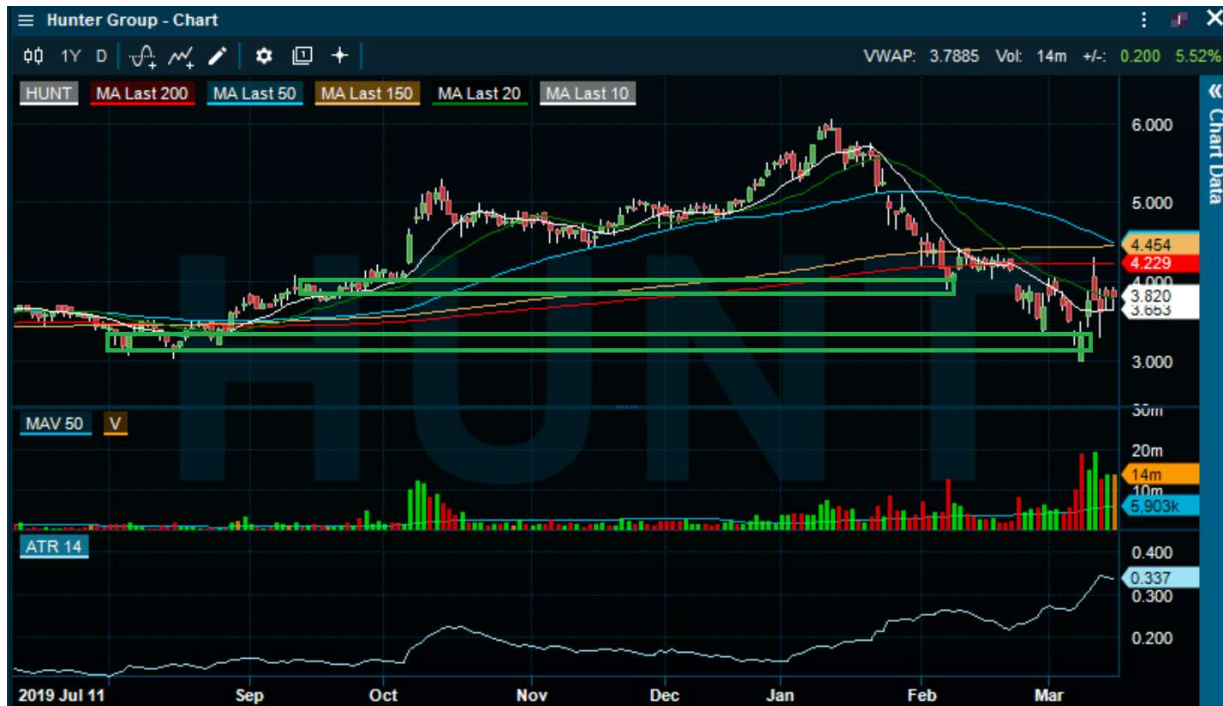 Hunter Group - Chart
1Y D VWAP: 3.7885 Vol: 14m +/-: 0.200 5.52%
HUNT MA Last 200 MA Last 50 MA Last 150 MA Last 20 MA Last 10
Chart Data
6.000
5.000
4.454
4.229
4.000
3.820
3.653
3.000
HUNT
MAV 50 V
30m
20m
14m
10m
5,903k
ATR 14
0.400
0.337
0.300
0.200
2019 Jul 11 Sep Oct Nov Dec Jan Feb Mar